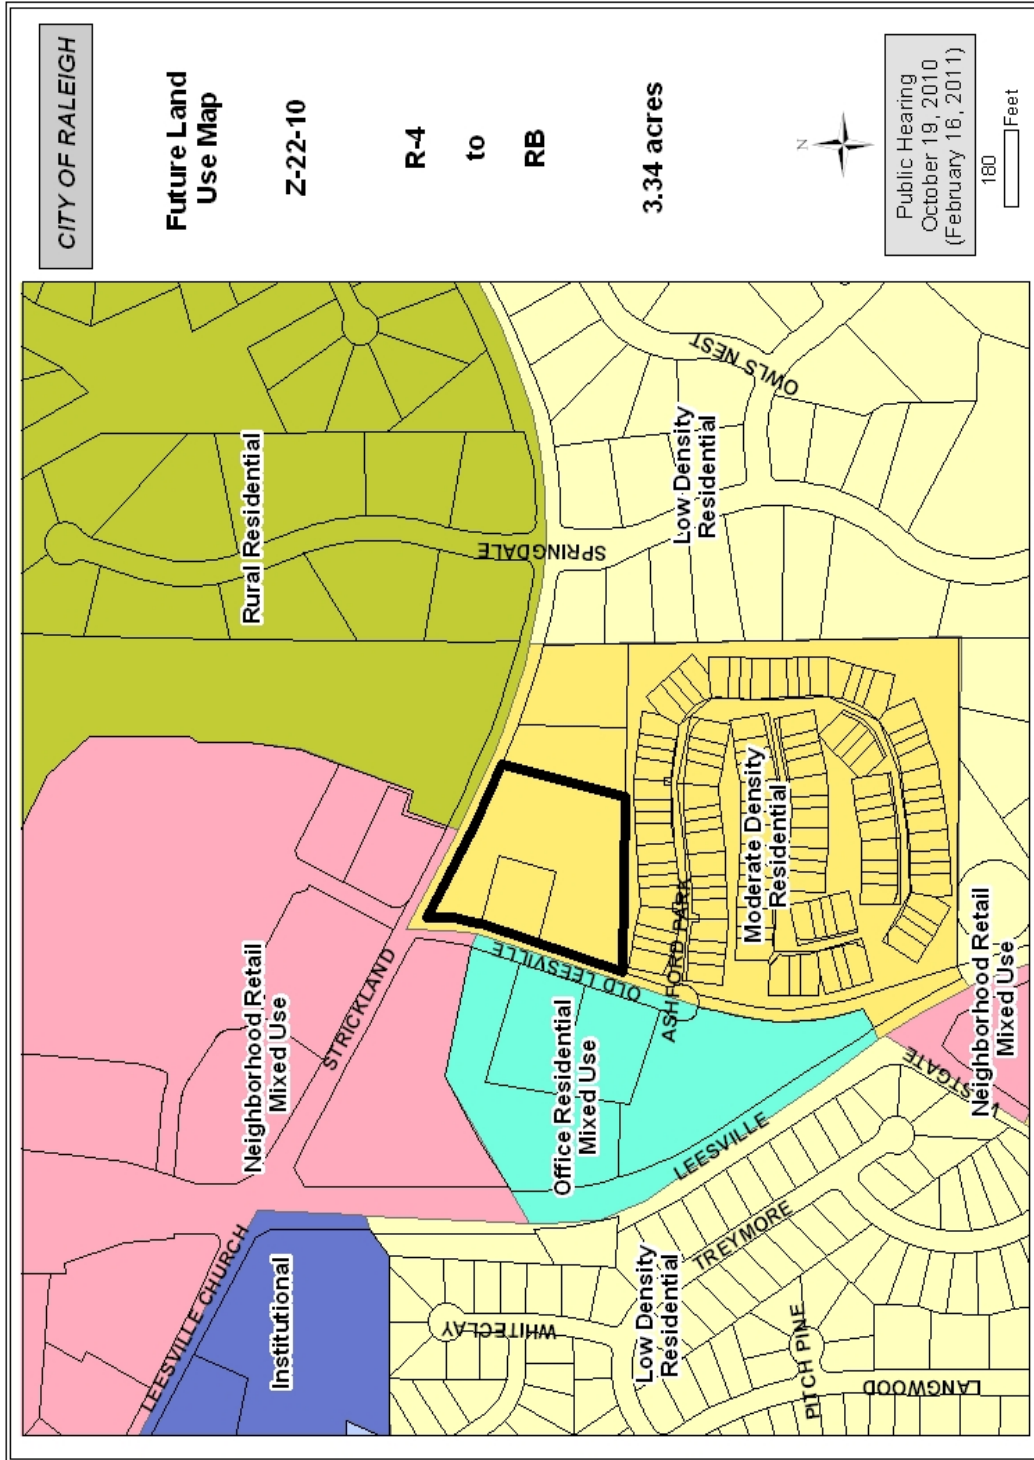 CITY OF RALEIGH
Future Land
Use Map
Z-22-10
R-4
to
RB
3.34 acres
N
Public Hearing
October 19, 2010
(February 16, 2011)
180
Feet
LEESVILLE CHURCH
Institutional
Neighborhood Retail
Mixed Use
STRICKLAND
Rural Residential
SPRINGDALE
WHITECLAY
Office Residential
Mixed Use
OLD LEESVILLE
Low Density
Residential
OWLS NEST
Low Density
Residential
TREYMORE
LEESVILLE
ASHFORD PARK
Moderate Density
Residential
PITCH PINE
LANGWOOD
Neighborhood Retail
Mixed Use